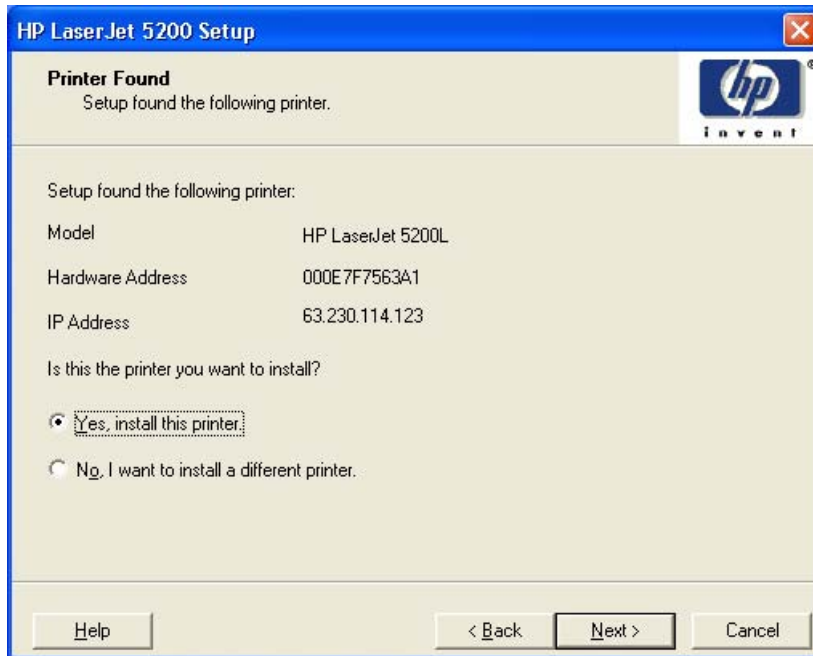 HP LaserJet 5200 Setup
Printer Found
Setup found the following printer.
hp
®
invent
Setup found the following printer:
Model HP LaserJet 5200L
Hardware Address 000E7F7563A1
IP Address 63.230.114.123
Is this the printer you want to install?
Yes, install this printer.
No, I want to install a different printer.
Help < Back Next > Cancel